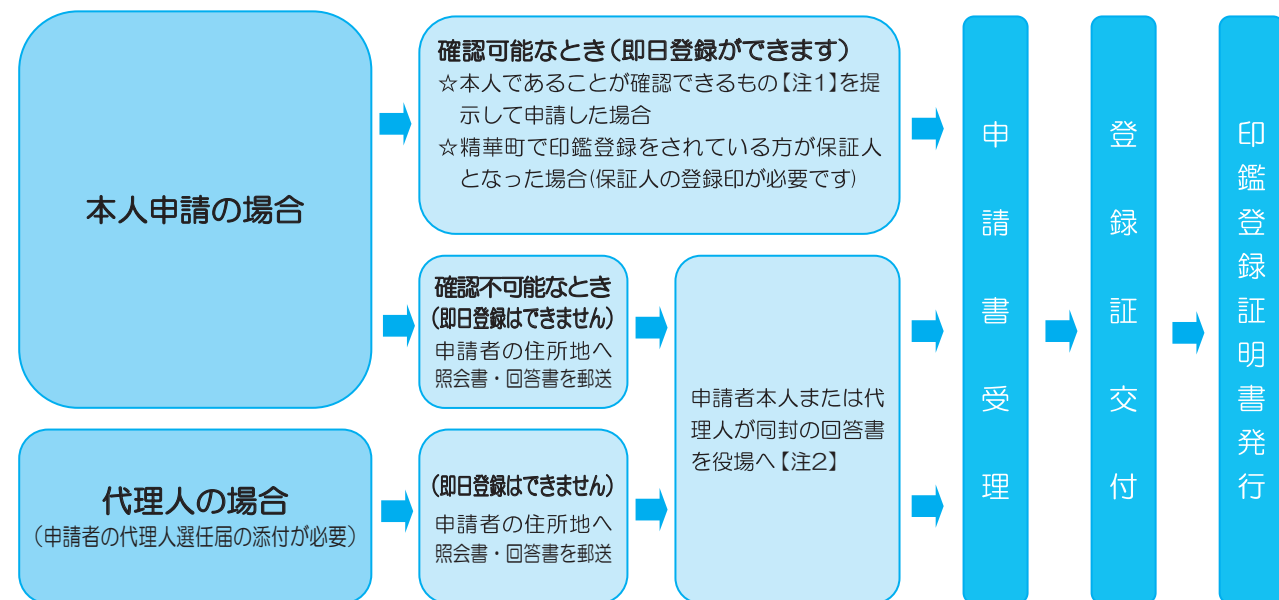 本人申請の場合
確認可能なとき(即日登録ができます)
☆本人であることが確認できるもの【注1】を提
示して申請した場合
☆精華町で印鑑登録をされている方が保証人
となった場合(保証人の登録印が必要です)
確認不可能なとき
(即日登録はできません)
申請者の住所地へ
照会書・回答書を郵送
代理人の場合
(申請者の代理人選任届の添付が必要)
(即日登録はできません)
申請者の住所地へ
照会書・回答書を郵送
申請者本人または代
理人が同封の回答書
を役場へ【注2】
申請書受理
登録証交付
印鑑登録証明書発行